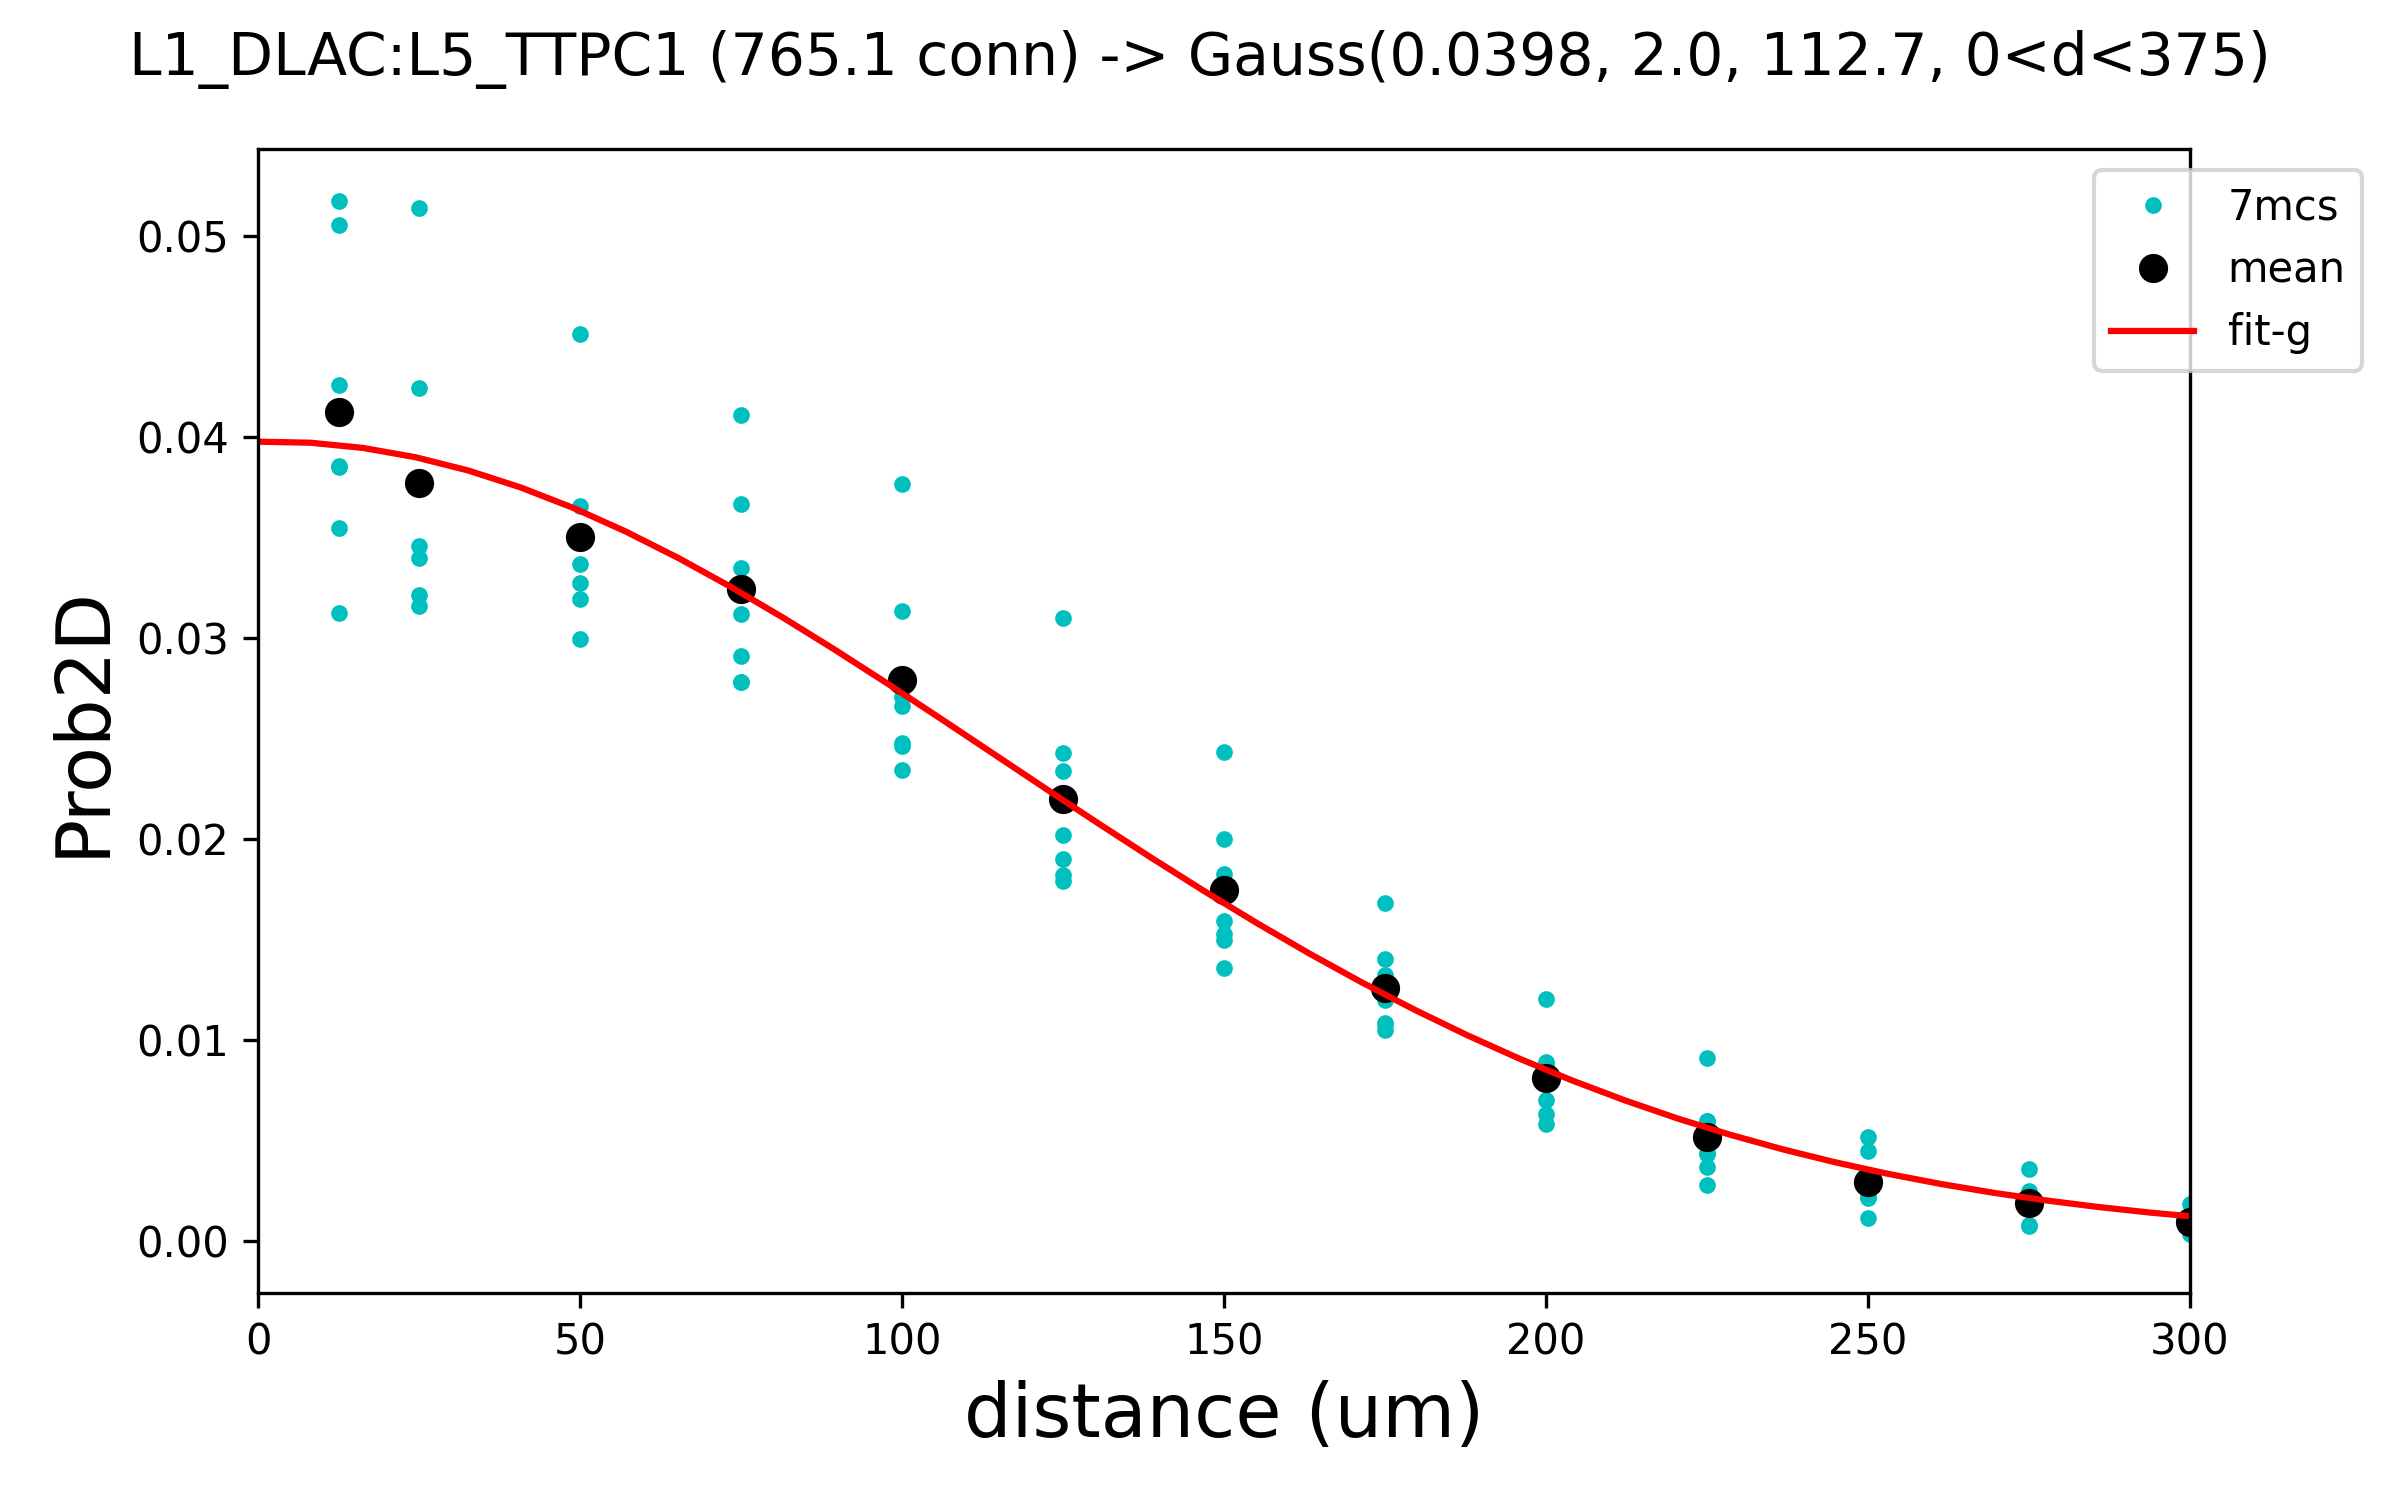 L1_DLAC:L5_TTPC1 (765.1 conn) -> Gauss(0.0398, 2.0, 112.7, 0<d<375)
7mcs
mean
fit-g
Prob2D
0.05
0.04
0.03
0.02
0.01
0.00
0 50 100 150 200 250 300
distance (um)